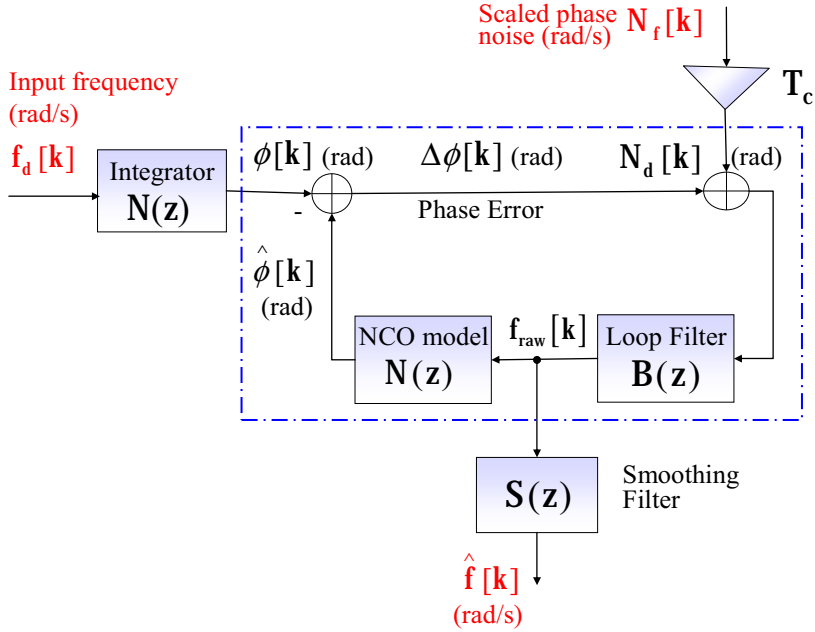 Scaled phase
noise (rad/s) N_f[k]
T_c
Input frequency
(rad/s)
f_d[k]
Integrator
N(z)
ϕ[k] (rad)
Δϕ[k] (rad)
N_d[k]
(rad)
-
Phase Error
ϕ̂[k]
(rad)
NCO model
N(z)
f_raw[k]
Loop Filter
B(z)
S(z)
Smoothing
Filter
f̂[k]
(rad/s)